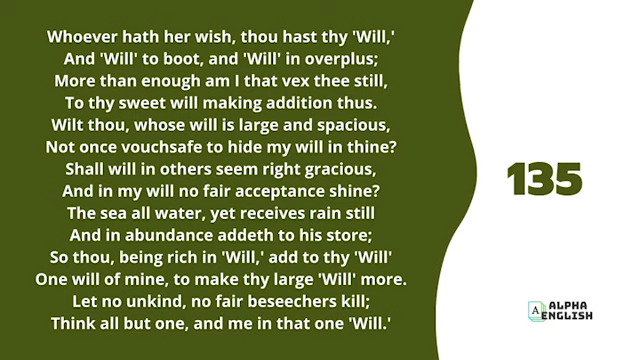 Whoever hath her wish, thou hast thy 'Will,'
And 'Will' to boot, and 'Will' in overplus;
More than enough am I that vex thee still,
To thy sweet will making addition thus.
Wilt thou, whose will is large and spacious,
Not once vouchsafe to hide my will in thine?
Shall will in others seem right gracious,
And in my will no fair acceptance shine?
The sea all water, yet receives rain still
And in abundance addeth to his store;
So thou, being rich in 'Will,' add to thy 'Will'
One will of mine, to make thy large 'Will' more.
Let no unkind, no fair beseechers kill;
Think all but one, and me in that one 'Will.'
135
A
ALPHA
ENGLISH